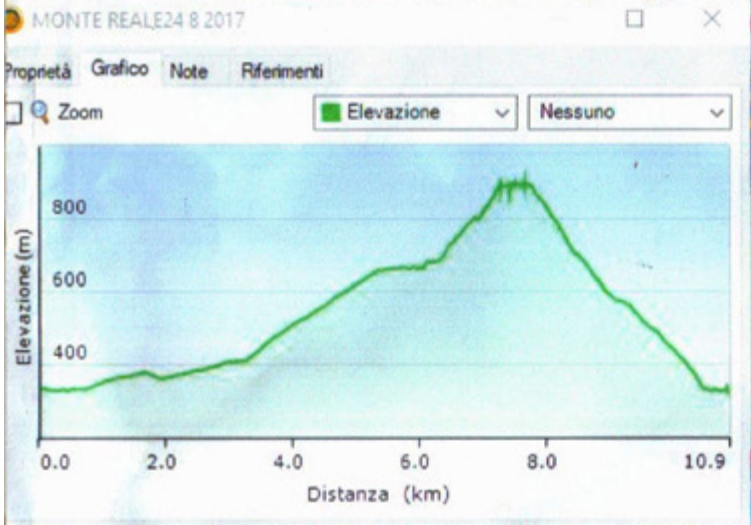 MONTE REALE24 8 2017
Proprietà Grafico Note Riferimenti
Zoom Elevazione Nessuno
800
600
400
Elevazione (m)
0.0 2.0 4.0 6.0 8.0 10.9
Distanza (km)